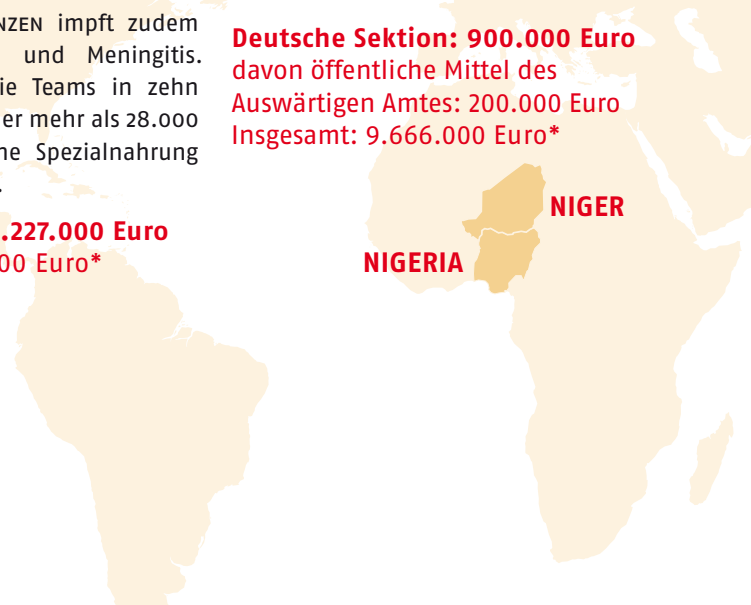 NZEN impft zudem
und Meningitis.
ie Teams in zehn
er mehr als 28.000
ne Spezialnahrung
.
.227.000 Euro
00 Euro*
Deutsche Sektion: 900.000 Euro
davon öffentliche Mittel des
Auswärtigen Amtes: 200.000 Euro
Insgesamt: 9.666.000 Euro*
NIGER
NIGERIA